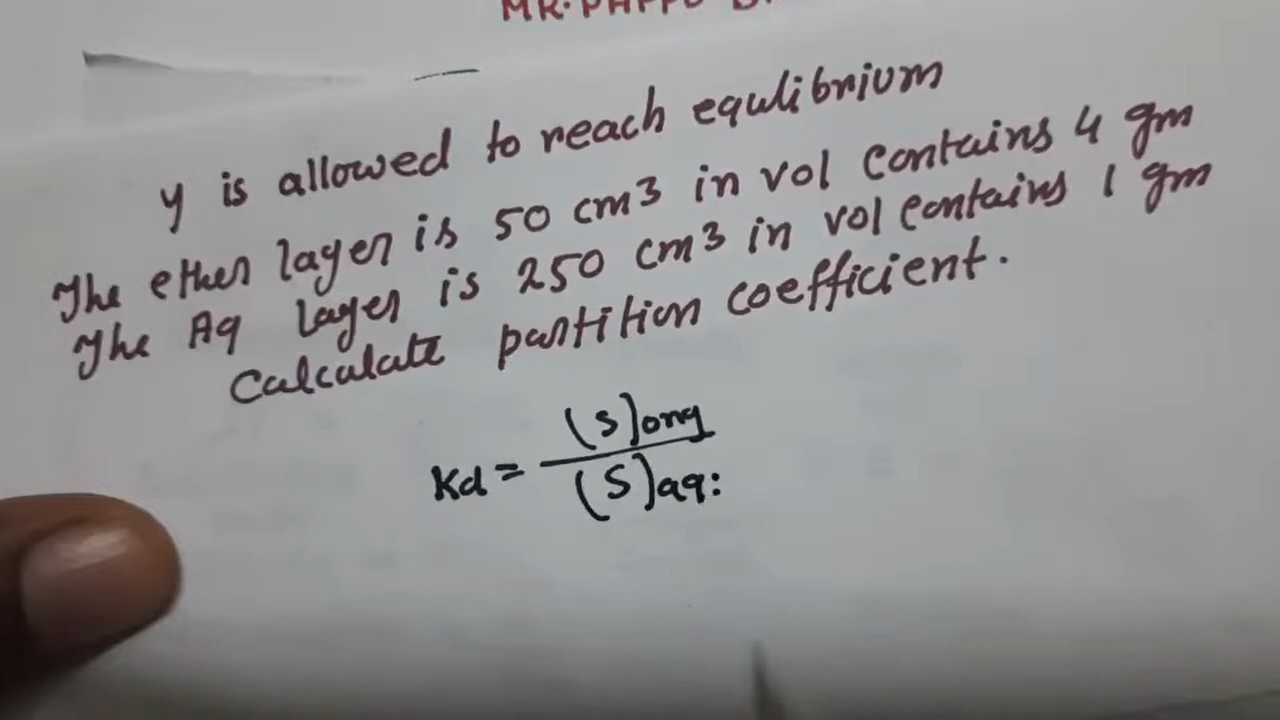 y is allowed to reach equlibrium
The ether layer is 50 cm3 in vol contains 4 gm
The Aq layer is 250 cm3 in vol contains 1 gm
Calculate partition coefficient.
Kd = (S)org
(S)aq: